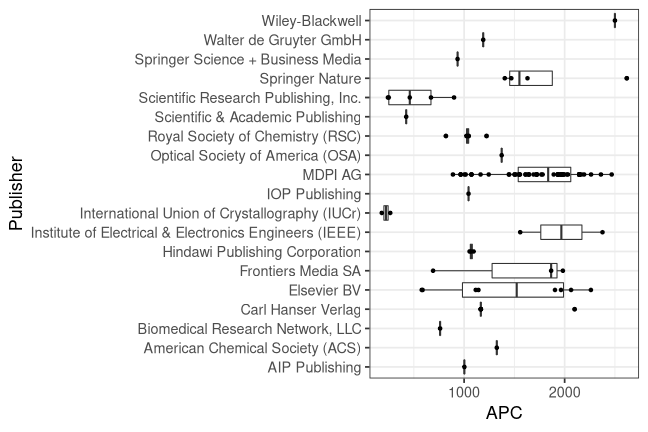 Wiley-Blackwell
Walter de Gruyter GmbH
Springer Science + Business Media
Springer Nature
Scientific Research Publishing, Inc.
Scientific & Academic Publishing
Royal Society of Chemistry (RSC)
Optical Society of America (OSA)
MDPI AG
IOP Publishing
International Union of Crystallography (IUCr)
Institute of Electrical & Electronics Engineers (IEEE)
Hindawi Publishing Corporation
Frontiers Media SA
Elsevier BV
Carl Hanser Verlag
Biomedical Research Network, LLC
American Chemical Society (ACS)
AIP Publishing
Publisher
1000 2000
APC